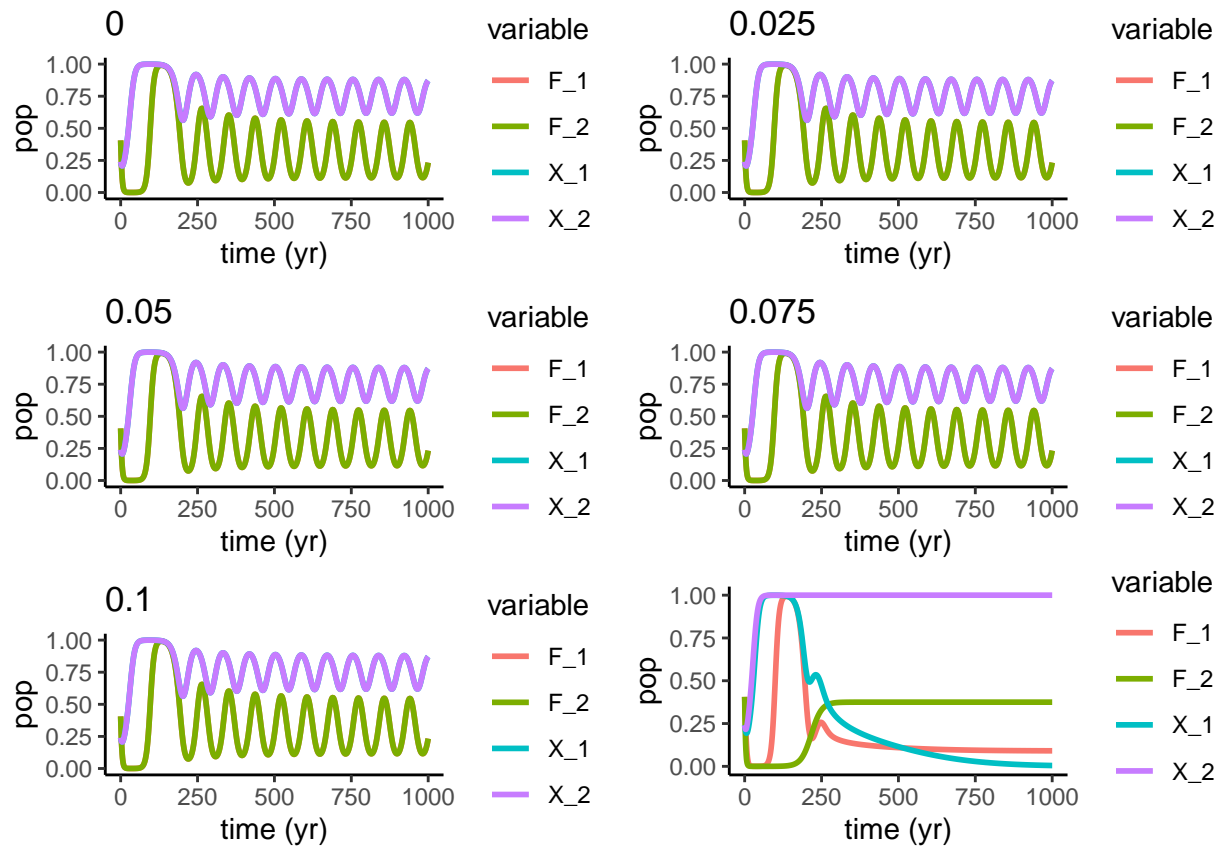 0
pop
1.00
0.75
0.50
0.25
0.00
0 250 500 750 1000
time (yr)
variable
F_1
F_2
X_1
X_2
0.025
pop
1.00
0.75
0.50
0.25
0.00
0 250 500 750 1000
time (yr)
variable
F_1
F_2
X_1
X_2
0.05
pop
1.00
0.75
0.50
0.25
0.00
0 250 500 750 1000
time (yr)
variable
F_1
F_2
X_1
X_2
0.075
pop
1.00
0.75
0.50
0.25
0.00
0 250 500 750 1000
time (yr)
variable
F_1
F_2
X_1
X_2
0.1
pop
1.00
0.75
0.50
0.25
0.00
0 250 500 750 1000
time (yr)
variable
F_1
F_2
X_1
X_2
pop
1.00
0.75
0.50
0.25
0.00
0 250 500 750 1000
time (yr)
variable
F_1
F_2
X_1
X_2